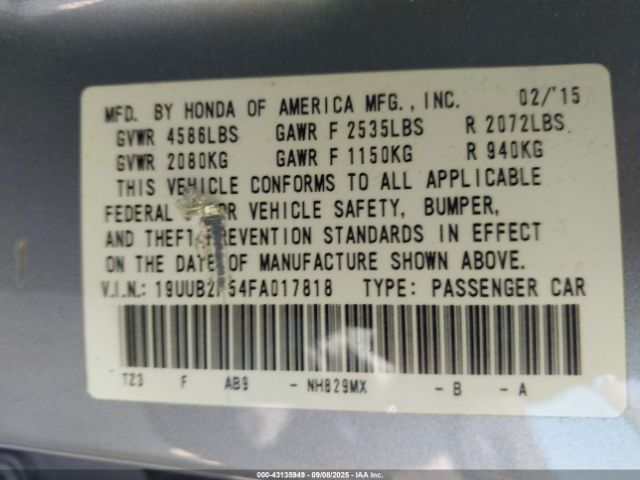 MFD. BY HONDA OF AMERICA MFG., INC. 02/'15
GVWR 4586LBS GAWR F 2535LBS R 2072LBS
GVWR 2080KG GAWR F 1150KG R 940KG
THIS VEHICLE CONFORMS TO ALL APPLICABLE
FEDERAL VEHICLE SAFETY, BUMPER,
AND THEFT PREVENTION STANDARDS IN EFFECT
ON THE DATE OF MANUFACTURE SHOWN ABOVE.
V.I.N.: TYPE: PASSENGER CAR
TZ3 F AB9 - NH829MX - B - A
000-43135949 09/08/2025 IAA Inc.